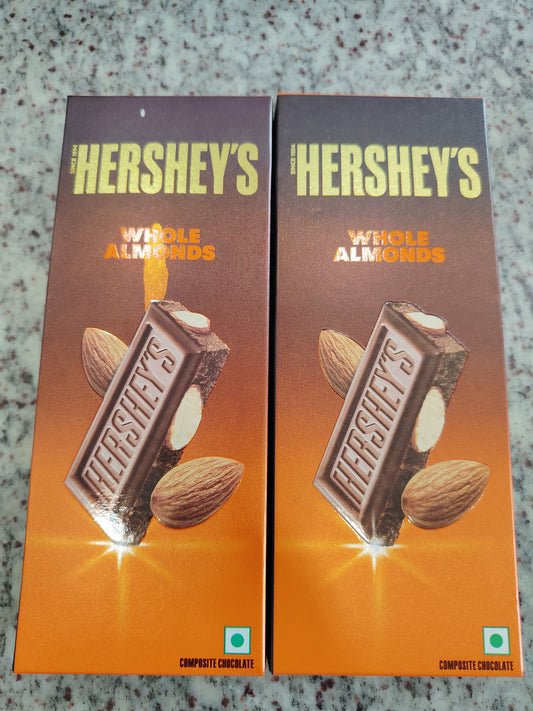 SINCE 1894
HERSHEY'S
WHOLE
ALMONDS
HERSHEY'S
COMPOSITE CHOCOLATE
SINCE 1894
HERSHEY'S
WHOLE
ALMONDS
HERSHEY'S
COMPOSITE CHOCOLATE